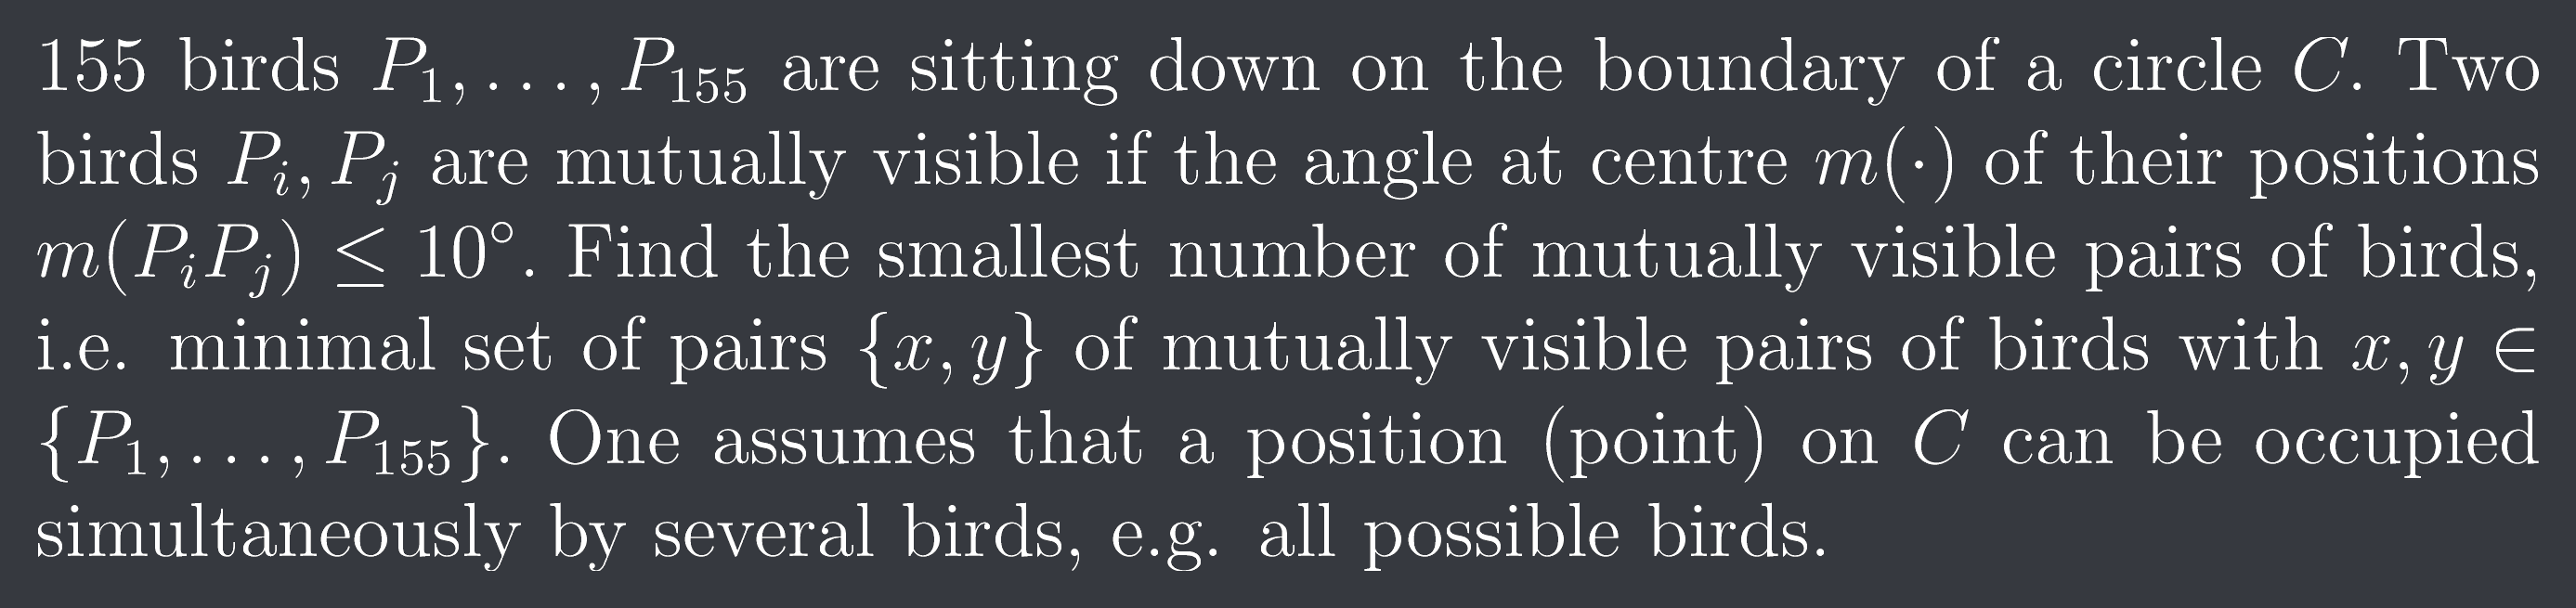 155 birds $P_1, \ldots, P_{155}$ are sitting down on the boundary of a circle $C$. Two
birds $P_i, P_j$ are mutually visible if the angle at centre $m(\cdot)$ of their positions
$m(P_iP_j) \leq 10^\circ$. Find the smallest number of mutually visible pairs of birds,
i.e. minimal set of pairs $\{x, y\}$ of mutually visible pairs of birds with $x, y \in$
$\{P_1, \ldots, P_{155}\}$. One assumes that a position (point) on $C$ can be occupied
simultaneously by several birds, e.g. all possible birds.